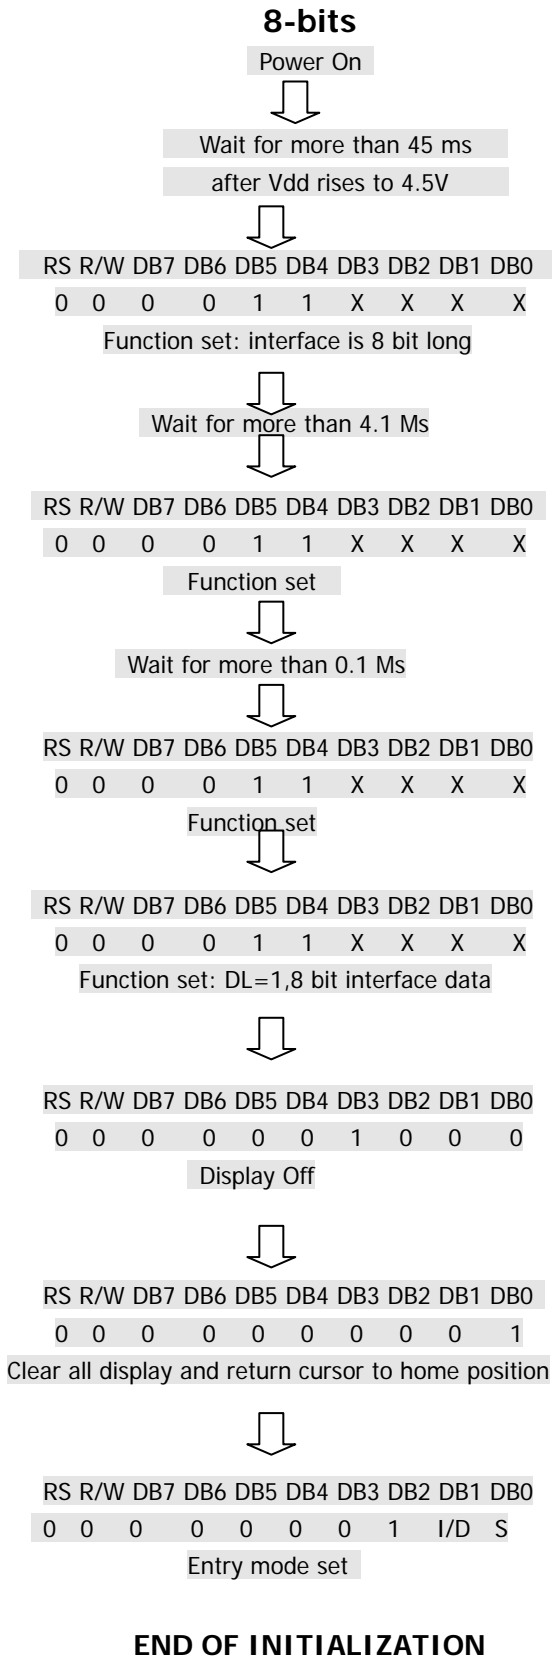 8-bits
Power On
Wait for more than 45 ms
after Vdd rises to 4.5V
RS R/W DB7 DB6 DB5 DB4 DB3 DB2 DB1 DB0
0 0 0 0 1 1 X X X X
Function set: interface is 8 bit long
Wait for more than 4.1 Ms
RS R/W DB7 DB6 DB5 DB4 DB3 DB2 DB1 DB0
0 0 0 0 1 1 X X X X
Function set
Wait for more than 0.1 Ms
RS R/W DB7 DB6 DB5 DB4 DB3 DB2 DB1 DB0
0 0 0 0 1 1 X X X X
Function set
RS R/W DB7 DB6 DB5 DB4 DB3 DB2 DB1 DB0
0 0 0 0 1 1 X X X X
Function set: DL=1,8 bit interface data
RS R/W DB7 DB6 DB5 DB4 DB3 DB2 DB1 DB0
0 0 0 0 0 0 1 0 0 0
Display Off
RS R/W DB7 DB6 DB5 DB4 DB3 DB2 DB1 DB0
0 0 0 0 0 0 0 0 0 1
Clear all display and return cursor to home position
RS R/W DB7 DB6 DB5 DB4 DB3 DB2 DB1 DB0
0 0 0 0 0 0 0 1 I/D S
Entry mode set
END OF INITIALIZATION